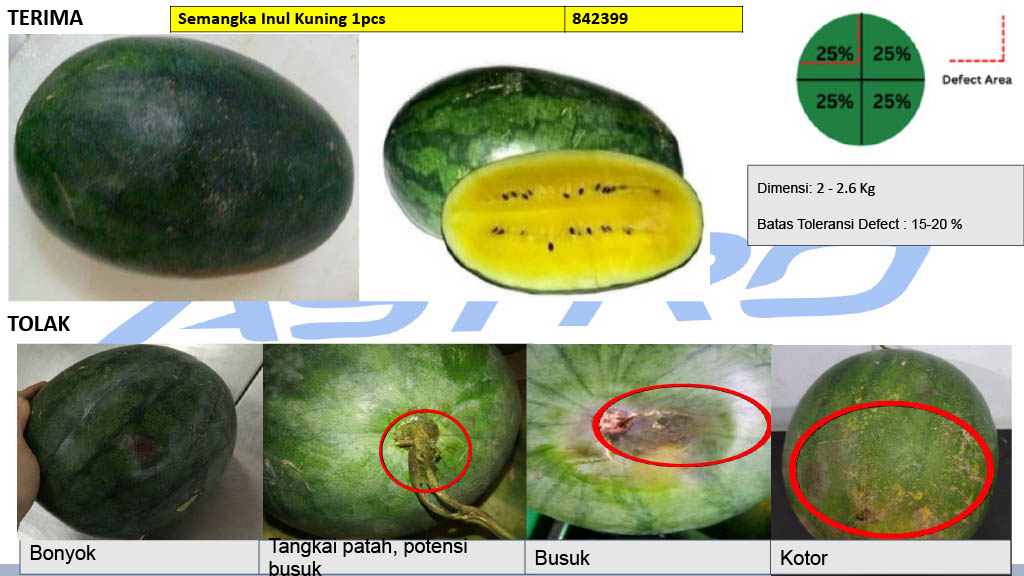 TERIMA
Semangka Inul Kuning 1pcs 842399
25% 25%
25% 25%
Defect Area
Dimensi: 2 - 2.6 Kg
Batas Toleransi Defect : 15-20 %
ASTRO
TOLAK
Bonyok
Tangkai patah, potensi
busuk
Busuk
Kotor